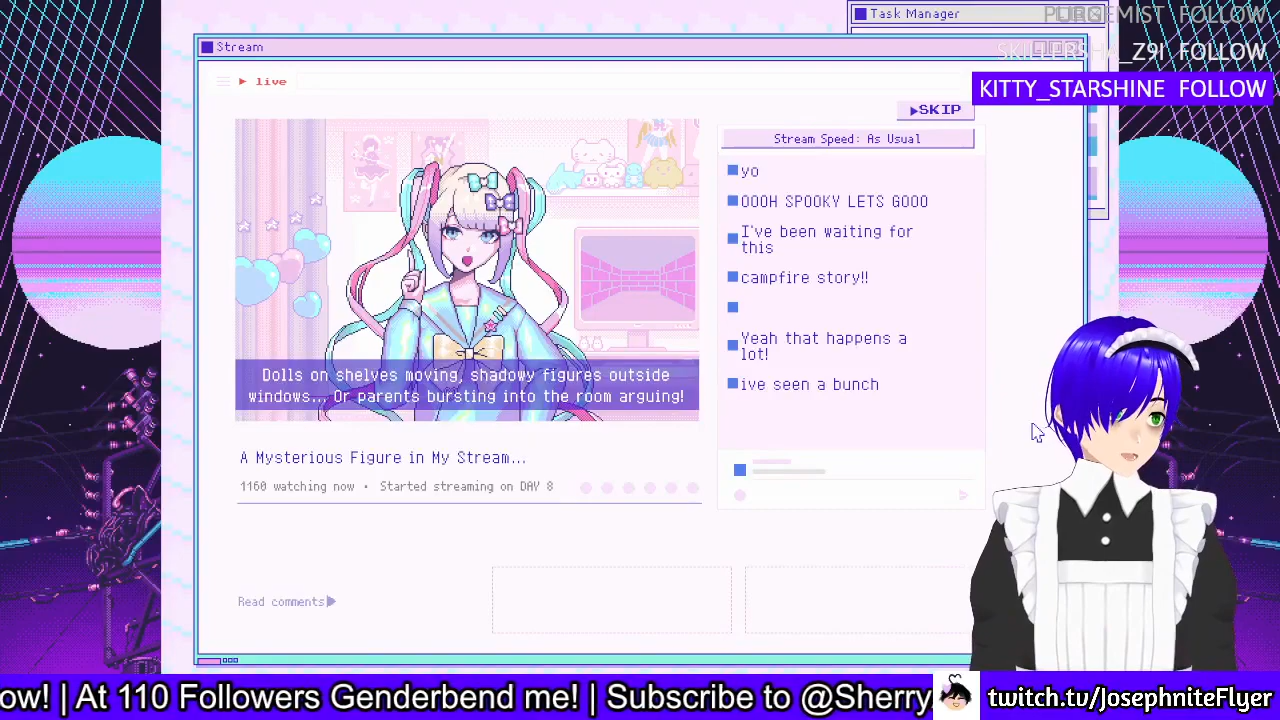 Task Manager
PURGEMIST FOLLOW
Stream
FOLLOW
KITTY_STARSHINE FOLLOW
live
▶SKIP
Stream Speed: As Usual
yo
OOOH SPOOKY LETS GOOO
I've been waiting for
this
campfire story!!
Yeah that happens a
lot!
ive seen a bunch
Dolls on shelves moving, shadowy figures outside
windows... Or parents bursting into the room arguing!
A Mysterious Figure in My Stream...
1160 watching now • Started streaming on DAY 8
Read comments▶
ow! | At 110 Followers Genderbend me! | Subscribe to @Sherry
twitch.tv/JosephniteFlyer